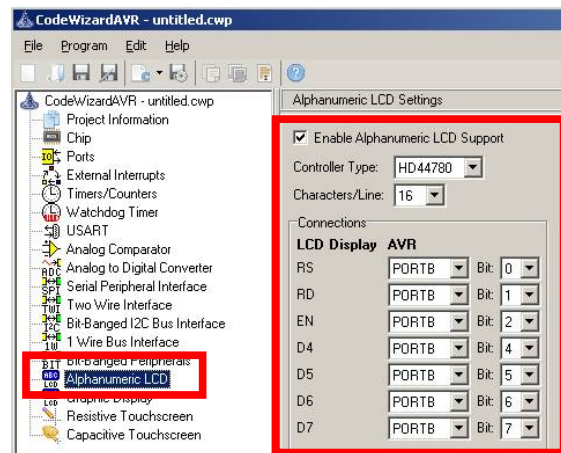 CodeWizardAVR - untitled.cwp
File Program Edit Help
CodeWizardAVR - untitled.cwp
Project Information
Chip
Ports
External Interrupts
Timers/Counters
Watchdog Timer
USART
Analog Comparator
Analog to Digital Converter
Serial Peripheral Interface
Two Wire Interface
Bit-Banged I2C Bus Interface
1 Wire Bus Interface
Bit-Banged Peripherals
Alphanumeric LCD
Graphic Display
Resistive Touchscreen
Capacitive Touchscreen
Alphanumeric LCD Settings
Enable Alphanumeric LCD Support
Controller Type: HD44780
Characters/Line: 16
Connections
LCD Display AVR
RS PORTB Bit: 0
RD PORTB Bit: 1
EN PORTB Bit: 2
D4 PORTB Bit: 4
D5 PORTB Bit: 5
D6 PORTB Bit: 6
D7 PORTB Bit: 7